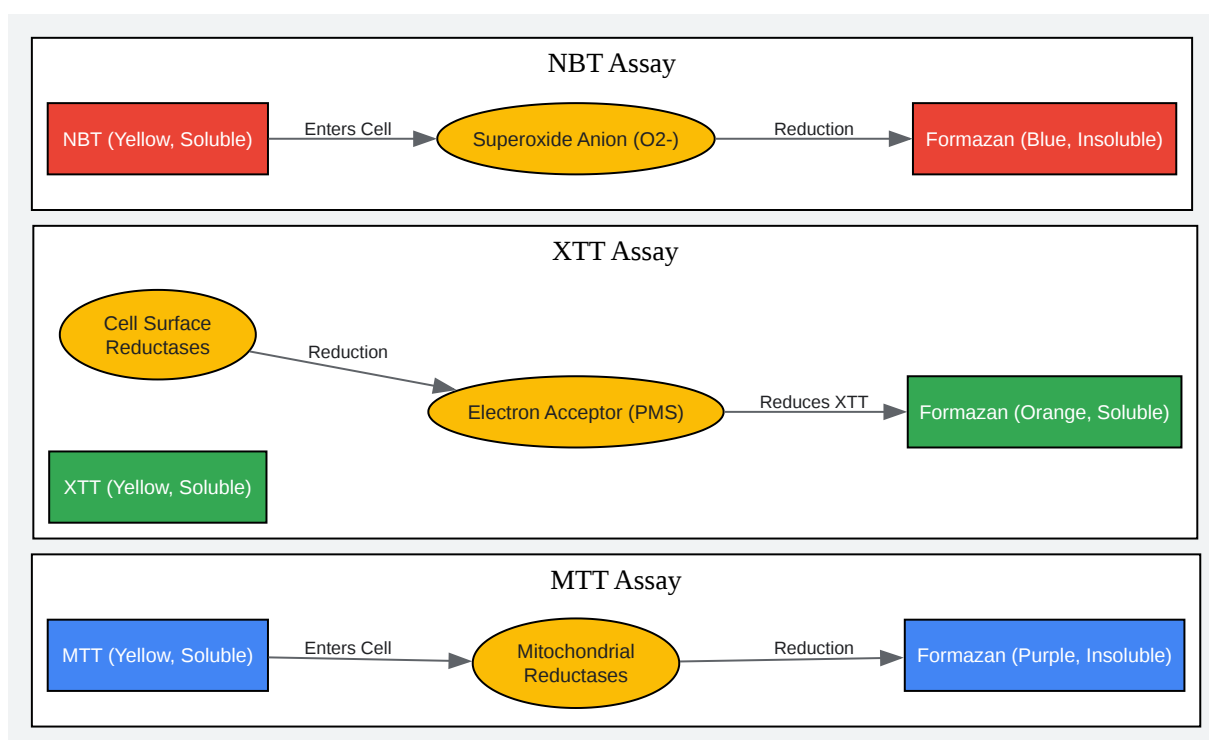 NBT Assay
NBT (Yellow, Soluble)
Enters Cell
Superoxide Anion (O2-)
Reduction
Formazan (Blue, Insoluble)
XTT Assay
Cell Surface
Reductases
Reduction
Electron Acceptor (PMS)
Reduces XTT
Formazan (Orange, Soluble)
XTT (Yellow, Soluble)
MTT Assay
MTT (Yellow, Soluble)
Enters Cell
Mitochondrial
Reductases
Reduction
Formazan (Purple, Insoluble)